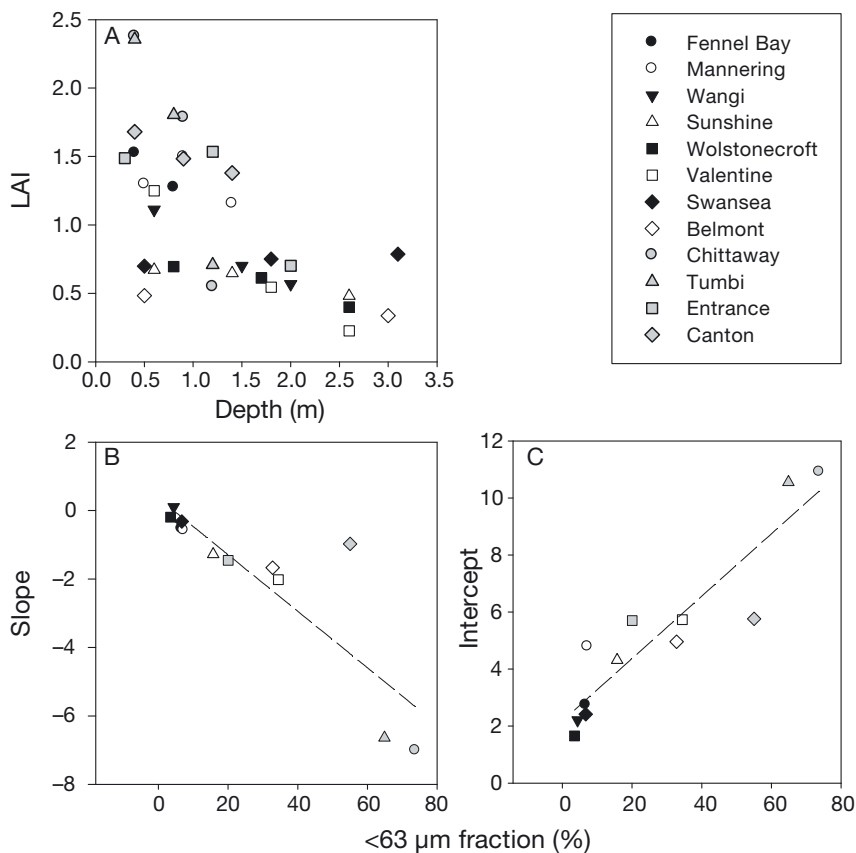 A
2.5
2.0
1.5
1.0
0.5
0.0
LAI
0.0 0.5 1.0 1.5 2.0 2.5 3.0 3.5
Depth (m)
Fennel Bay
Mannering
Wangi
Sunshine
Wolstonecroft
Valentine
Swansea
Belmont
Chittaway
Tumbi
Entrance
Canton
B
2
0
−2
−4
−6
−8
Slope
0 20 40 60 80
C
12
10
8
6
4
2
0
Intercept
0 20 40 60 80
<63 µm fraction (%)